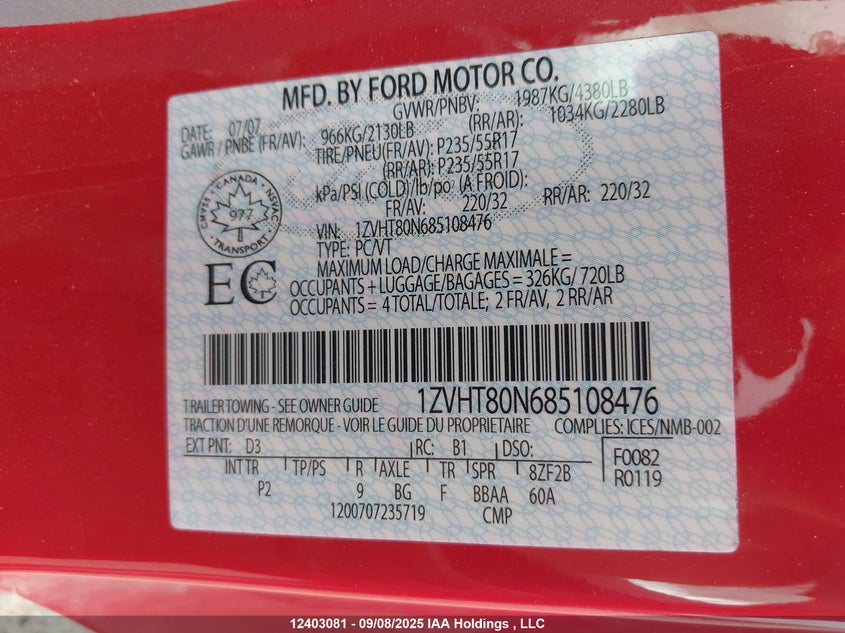 MFD. BY FORD MOTOR CO.
DATE: 07/07 GVWR/PNBV: 1987KG/4380LB
GAWR / PNBE (FR/AV): 966KG/2130LB (RR/AR): 1034KG/2280LB
TIRE/PNEU(FR/AV): P235/55R17
(RR/AR): P235/55R17
kPa/PSI (COLD)/lb/po² (A FROID):
FR/AV: 220/32 RR/AR: 220/32
CMVSS • CANADA • NSVAC
977
TRANSPORT
VIN: 1ZVHT80N685108476
TYPE: PC/VT
EC
MAXIMUM LOAD/CHARGE MAXIMALE =
OCCUPANTS + LUGGAGE/BAGAGES = 326KG/ 720LB
OCCUPANTS = 4 TOTAL/TOTALE; 2 FR/AV, 2 RR/AR
TRAILER TOWING - SEE OWNER GUIDE 1ZVHT80N685108476
TRACTION D'UNE REMORQUE - VOIR LE GUIDE DU PROPRIETAIRE COMPLIES: ICES/NMB-002
EXT PNT: D3 RC: B1 DSO: F0082
INT TR TP/PS R AXLE TR SPR 8ZF2B R0119
P2 9 BG F BBAA 60A
1200707235719 CMP
12403081 - 09/08/2025 IAA Holdings , LLC